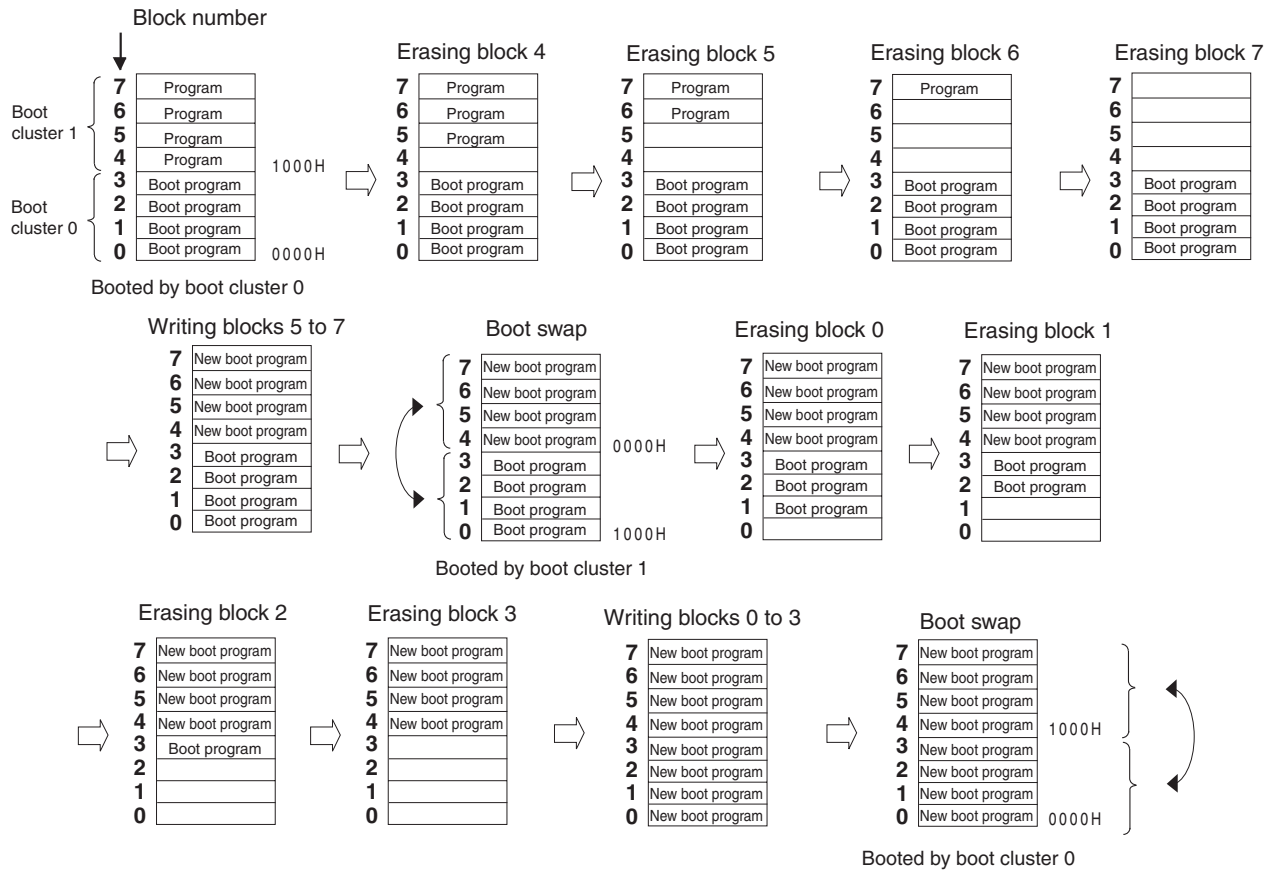 Block number
Erasing block 4
Erasing block 5
Erasing block 6
Erasing block 7
Boot
cluster 1
Boot
cluster 0
7 Program
6 Program
5 Program
4 Program
1000H
3 Boot program
2 Boot program
1 Boot program
0 Boot program
0000H
Booted by boot cluster 0
7 Program
6 Program
5 Program
4
3 Boot program
2 Boot program
1 Boot program
0 Boot program
7 Program
6 Program
5
4
3 Boot program
2 Boot program
1 Boot program
0 Boot program
7 Program
6
5
4
3 Boot program
2 Boot program
1 Boot program
0 Boot program
7
6
5
4
3 Boot program
2 Boot program
1 Boot program
0 Boot program
Writing blocks 5 to 7
7 New boot program
6 New boot program
5 New boot program
4 New boot program
3 Boot program
2 Boot program
1 Boot program
0 Boot program
Boot swap
7 New boot program
6 New boot program
5 New boot program
4 New boot program
0000H
3 Boot program
2 Boot program
1 Boot program
0 Boot program
1000H
Booted by boot cluster 1
Erasing block 0
7 New boot program
6 New boot program
5 New boot program
4 New boot program
3 Boot program
2 Boot program
1 Boot program
0
Erasing block 1
7 New boot program
6 New boot program
5 New boot program
4 New boot program
3 Boot program
2 Boot program
1
0
Erasing block 2
7 New boot program
6 New boot program
5 New boot program
4 New boot program
3 Boot program
2
1
0
Erasing block 3
7 New boot program
6 New boot program
5 New boot program
4 New boot program
3
2
1
0
Writing blocks 0 to 3
7 New boot program
6 New boot program
5 New boot program
4 New boot program
3 New boot program
2 New boot program
1 New boot program
0 New boot program
Boot swap
7 New boot program
6 New boot program
5 New boot program
4 New boot program
1000H
3 New boot program
2 New boot program
1 New boot program
0 New boot program
0000H
Booted by boot cluster 0